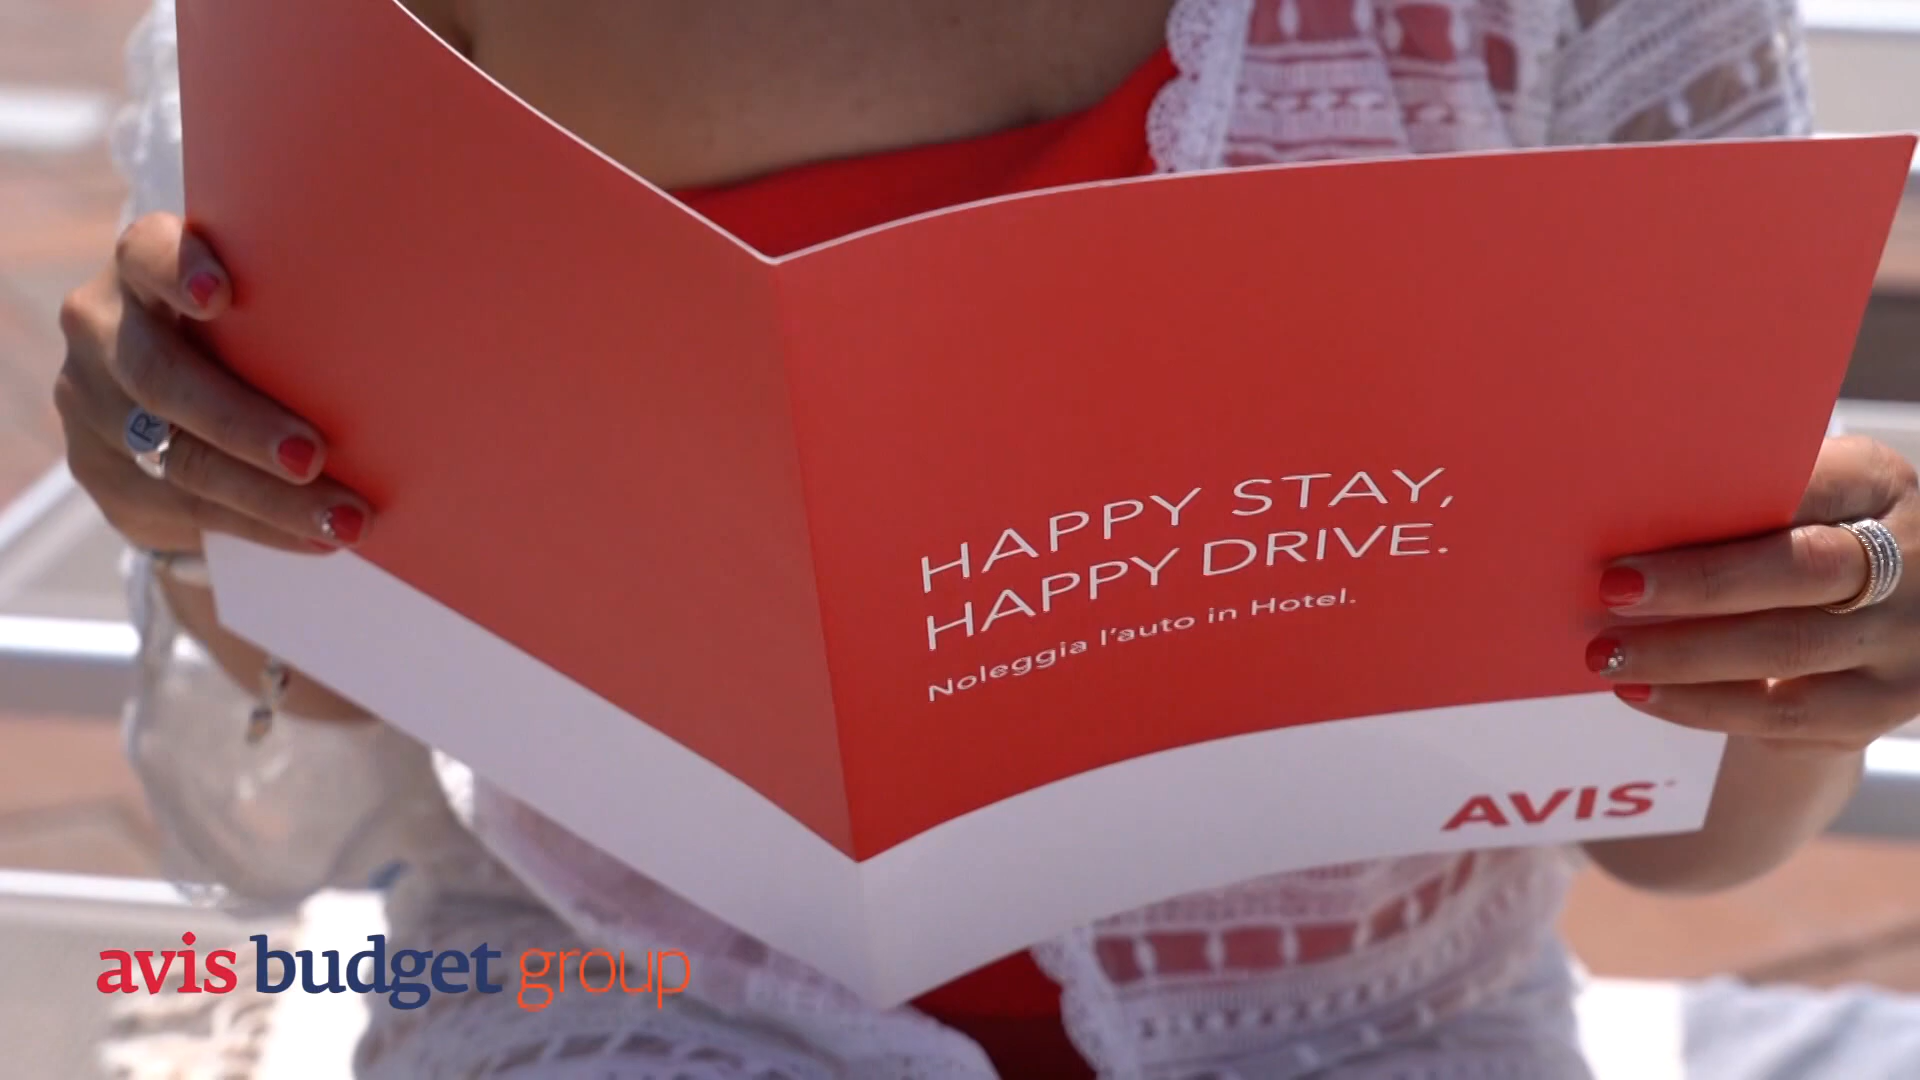 HAPPY STAY,
HAPPY DRIVE.
Noleggia l'auto in Hotel.
AVIS
avis budget group
R